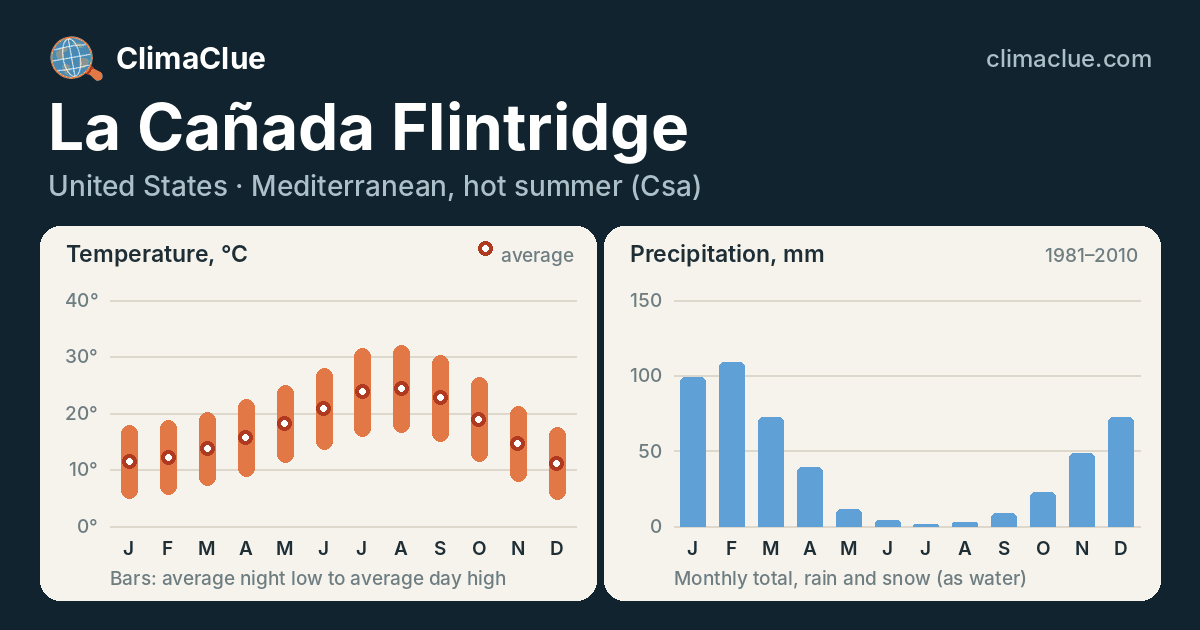 ClimaClue
climaclue.com
La Cañada Flintridge
United States · Mediterranean, hot summer (Csa)
Temperature, °C
average
40°
30°
20°
10°
0°
J F M A M J J A S O N D
Bars: average night low to average day high
Precipitation, mm
1981–2010
150
100
50
0
J F M A M J J A S O N D
Monthly total, rain and snow (as water)